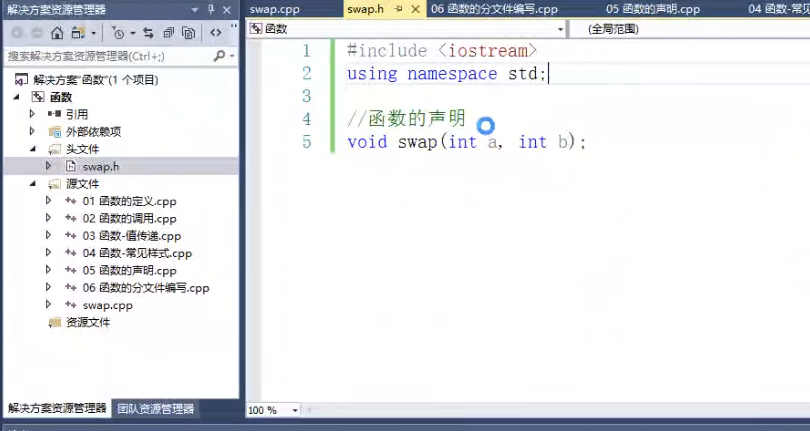 解决方案资源管理器
搜索解决方案资源管理器(Ctrl+;)
解决方案"函数"(1 个项目)
函数
引用
外部依赖项
头文件
swap.h
源文件
01 函数的定义.cpp
02 函数的调用.cpp
03 函数-值传递.cpp
04 函数-常见样式.cpp
05 函数的声明.cpp
06 函数的分文件编写.cpp
swap.cpp
资源文件
解决方案资源管理器 团队资源管理器
swap.cpp swap.h 06 函数的分文件编写.cpp 05 函数的声明.cpp 04 函数-常见
函数 (全局范围)
1 #include <iostream>
2 using namespace std;
3
4 //函数的声明
5 void swap(int a, int b);
100 %